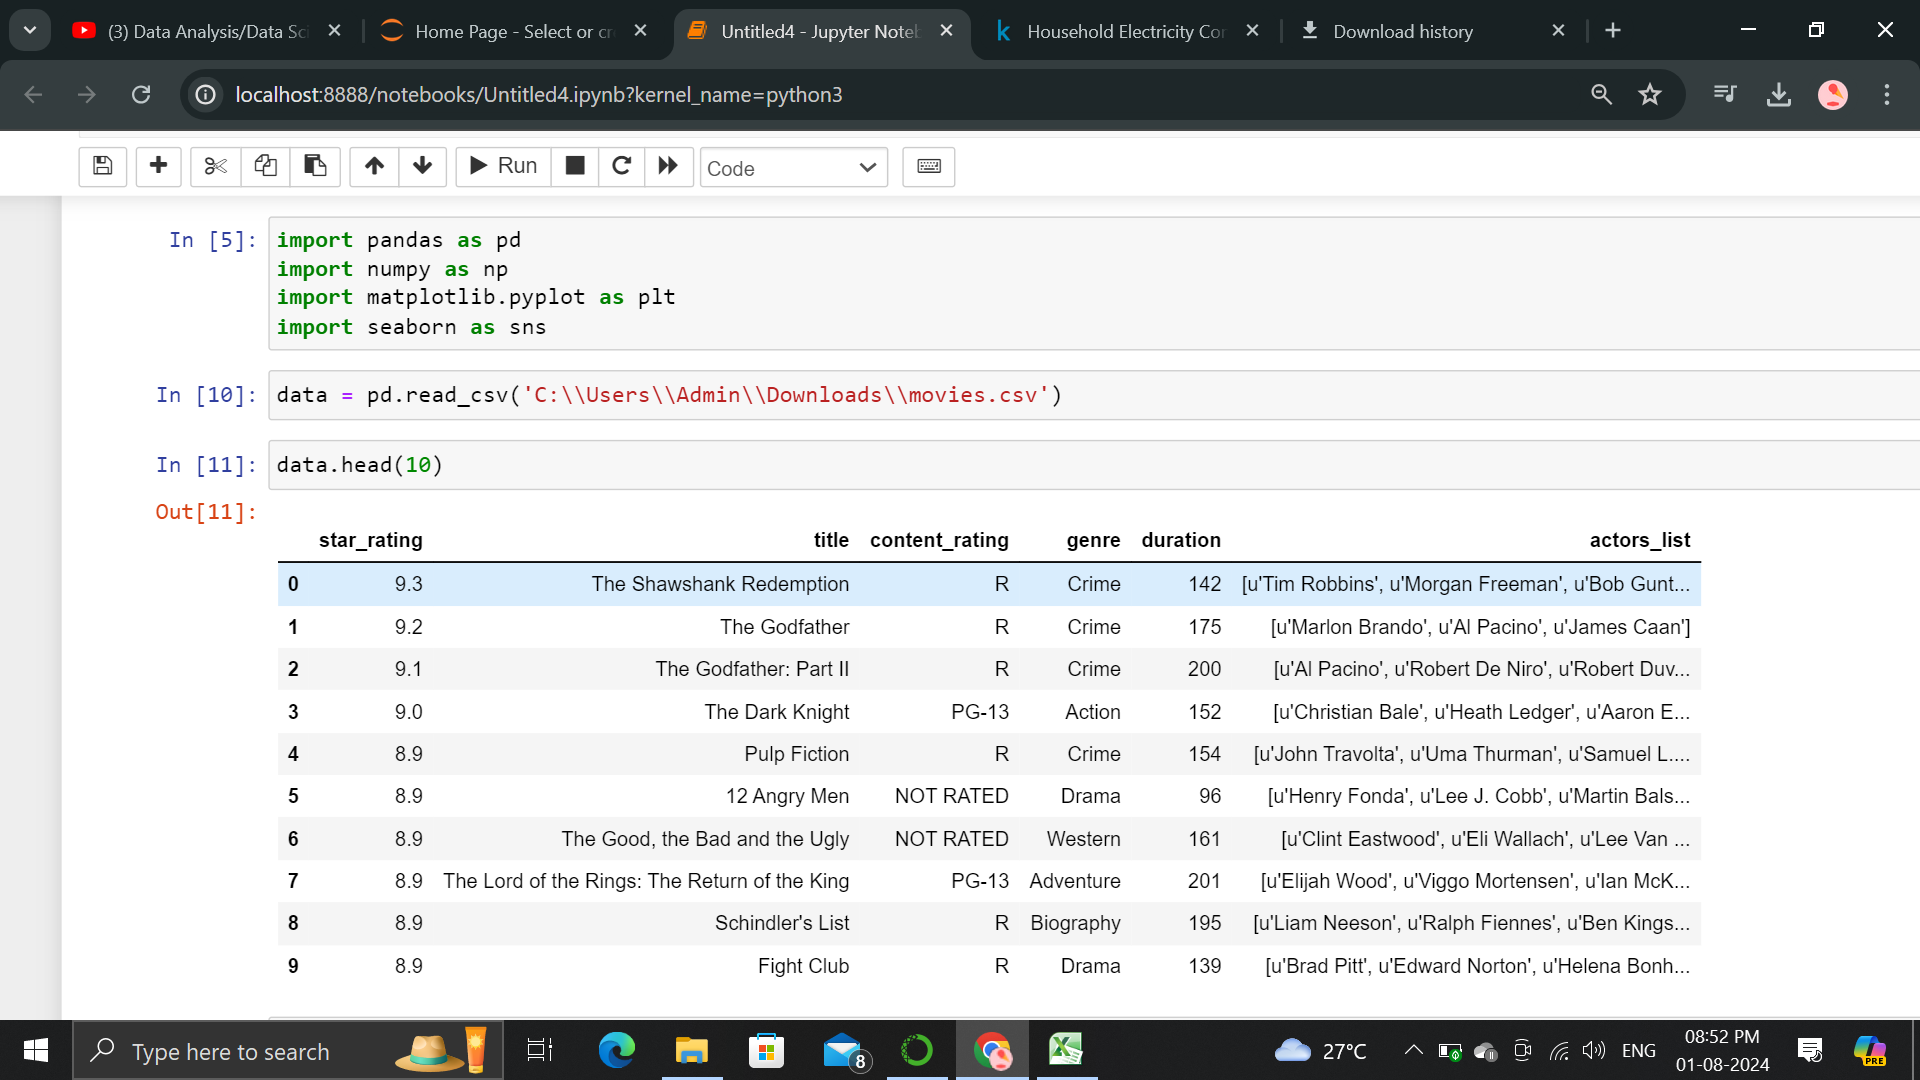 (3) Data Analysis/Data Sci
Home Page - Select or cr
Untitled4 - Jupyter Noteb
Household Electricity Con
Download history
localhost:8888/notebooks/Untitled4.ipynb?kernel_name=python3
Run
Code
In [5]:
import pandas as pd
import numpy as np
import matplotlib.pyplot as plt
import seaborn as sns
In [10]: data = pd.read_csv('C:\\Users\\Admin\\Downloads\\movies.csv')
In [11]: data.head(10)
Out[11]:
star_rating title content_rating genre duration actors_list
0 9.3 The Shawshank Redemption R Crime 142 [u'Tim Robbins', u'Morgan Freeman', u'Bob Gunt...
1 9.2 The Godfather R Crime 175 [u'Marlon Brando', u'Al Pacino', u'James Caan']
2 9.1 The Godfather: Part II R Crime 200 [u'Al Pacino', u'Robert De Niro', u'Robert Duv...
3 9.0 The Dark Knight PG-13 Action 152 [u'Christian Bale', u'Heath Ledger', u'Aaron E...
4 8.9 Pulp Fiction R Crime 154 [u'John Travolta', u'Uma Thurman', u'Samuel L....
5 8.9 12 Angry Men NOT RATED Drama 96 [u'Henry Fonda', u'Lee J. Cobb', u'Martin Bals...
6 8.9 The Good, the Bad and the Ugly NOT RATED Western 161 [u'Clint Eastwood', u'Eli Wallach', u'Lee Van ...
7 8.9 The Lord of the Rings: The Return of the King PG-13 Adventure 201 [u'Elijah Wood', u'Viggo Mortensen', u'Ian McK...
8 8.9 Schindler's List R Biography 195 [u'Liam Neeson', u'Ralph Fiennes', u'Ben Kings...
9 8.9 Fight Club R Drama 139 [u'Brad Pitt', u'Edward Norton', u'Helena Bonh...
Type here to search
8
27°C
ENG
08:52 PM
01-08-2024
PRE